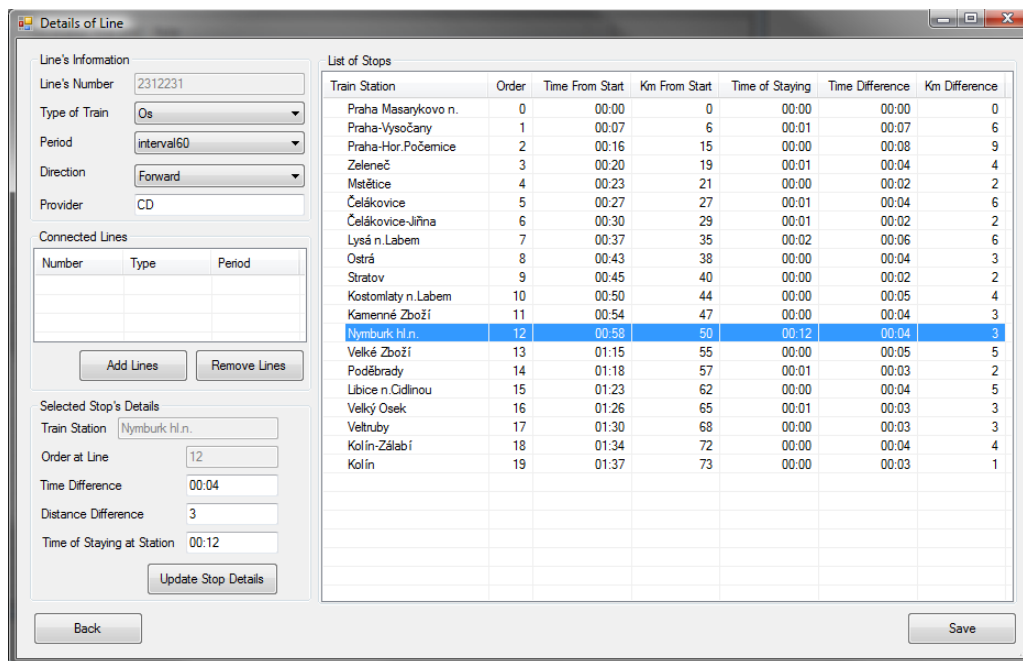 Details of Line
Line's Information
Line's Number 2312231
Type of Train Os
Period interval60
Direction Forward
Provider CD
Connected Lines
Number Type Period
Add Lines Remove Lines
Selected Stop's Details
Train Station Nymburk hl.n.
Order at Line 12
Time Difference 00:04
Distance Difference 3
Time of Staying at Station 00:12
Update Stop Details
Back
List of Stops
Train Station Order Time From Start Km From Start Time of Staying Time Difference Km Difference
Praha Masarykovo n. 0 00:00 0 00:00 00:00 0
Praha-Vysočany 1 00:07 6 00:01 00:07 6
Praha-Hor.Počernice 2 00:16 15 00:00 00:08 9
Zeleneč 3 00:20 19 00:01 00:04 4
Mstětice 4 00:23 21 00:00 00:02 2
Čelákovice 5 00:27 27 00:01 00:04 6
Čelákovice-Jiřina 6 00:30 29 00:01 00:02 2
Lysá n.Labem 7 00:37 35 00:02 00:06 6
Ostrá 8 00:43 38 00:00 00:04 3
Stratov 9 00:45 40 00:00 00:02 2
Kostomlaty n.Labem 10 00:50 44 00:00 00:05 4
Kamenné Zboží 11 00:54 47 00:00 00:04 3
Nymburk hl.n. 12 00:58 50 00:12 00:04 3
Velké Zboží 13 01:15 55 00:00 00:05 5
Poděbrady 14 01:18 57 00:01 00:03 2
Libice n.Cidlinou 15 01:23 62 00:00 00:04 5
Velký Osek 16 01:26 65 00:01 00:03 3
Veltruby 17 01:30 68 00:00 00:03 3
Kolín-Zálabí 18 01:34 72 00:00 00:04 4
Kolín 19 01:37 73 00:00 00:03 1
Save